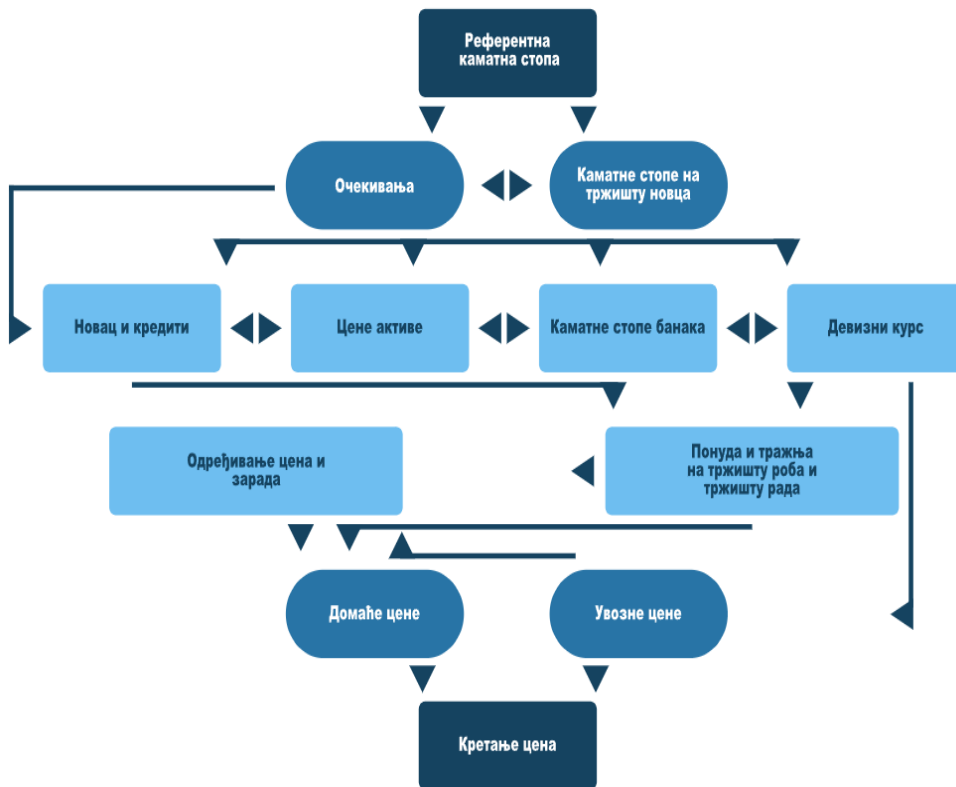 Референтна
каматна стопа
Очекивања
Каматне стопе на
тржишту новца
Новац и кредити
Цене активе
Каматне стопе банака
Девизни курс
Одређивање цена и
зарада
Понуда и тражња
на тржишту роба и
тржишту рада
Домаће цене
Увозне цене
Кретање цена